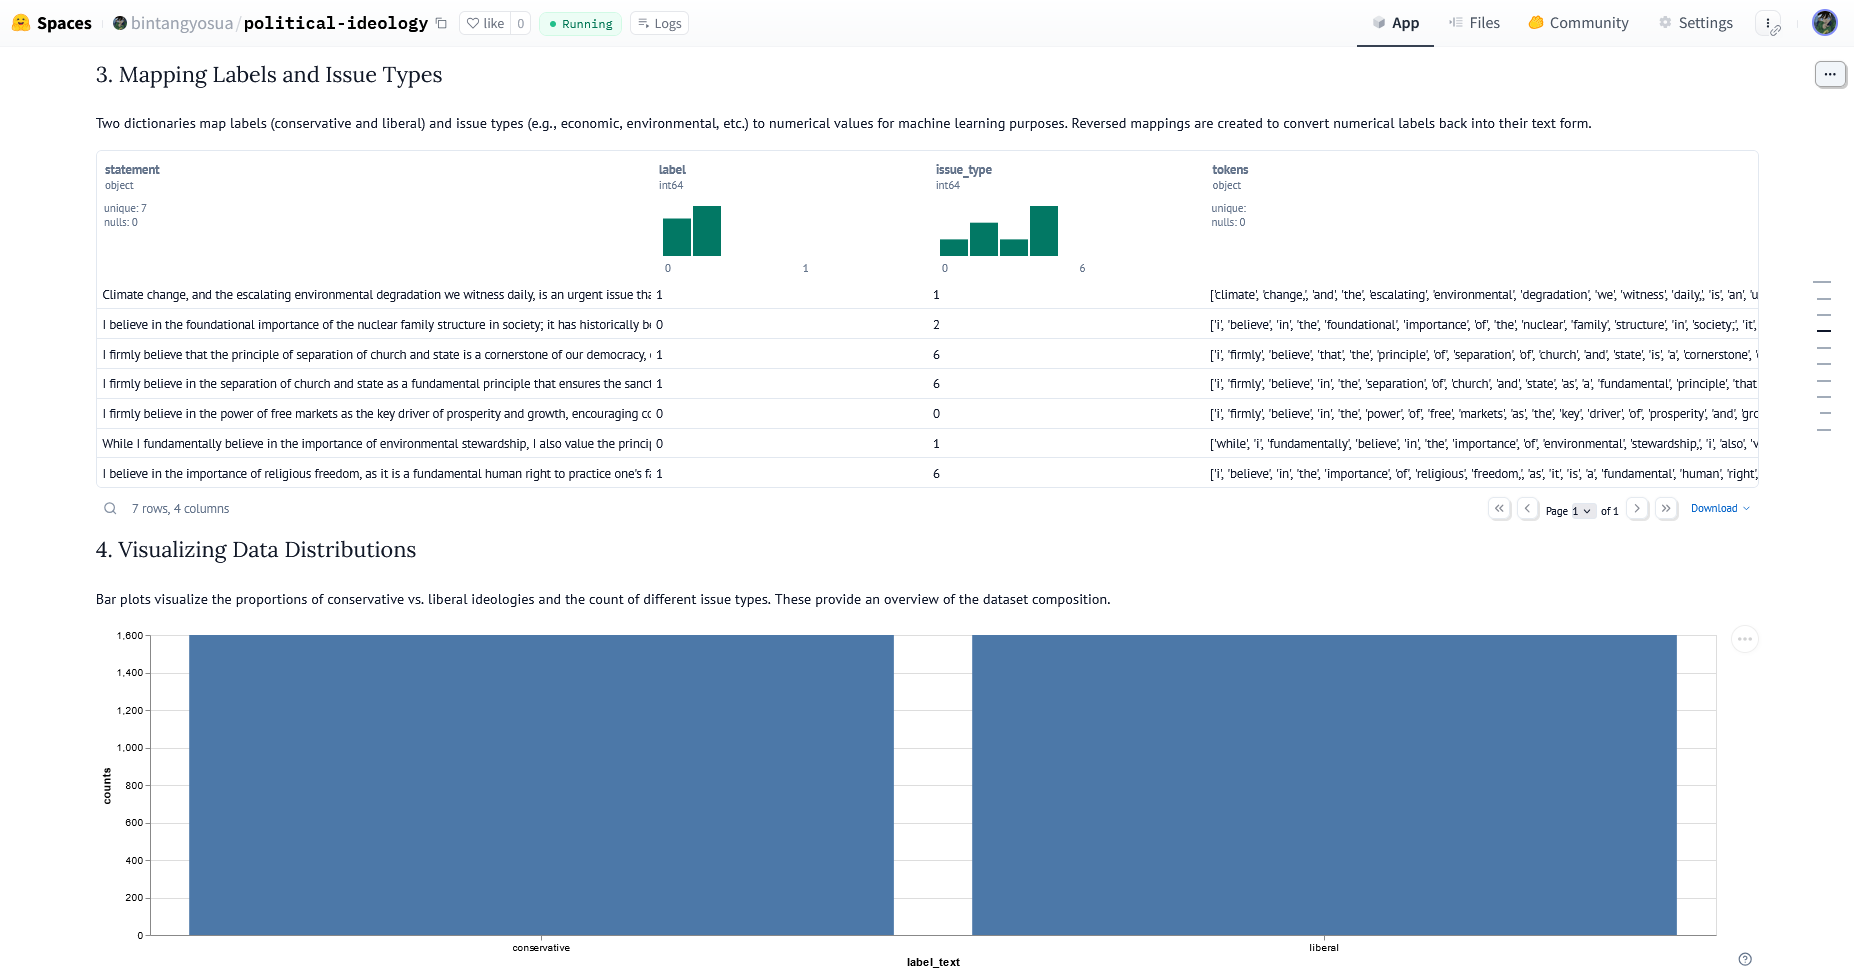 Spaces bintangyosua/political-ideology like 0 Running Logs App Files Community Settings
3. Mapping Labels and Issue Types
Two dictionaries map labels (conservative and liberal) and issue types (e.g., economic, environmental, etc.) to numerical values for machine learning purposes. Reversed mappings are created to convert numerical labels back into their text form.
statement label issue_type tokens
object int64 int64 object
unique: 7 unique:
nulls: 0 nulls: 0
0 1 0 6
Climate change, and the escalating environmental degradation we witness daily, is an urgent issue tha 1 1 ['climate', 'change,', 'and', 'the', 'escalating', 'environmental', 'degradation', 'we', 'witness', 'daily,', 'is', 'an', 'u
I believe in the foundational importance of the nuclear family structure in society; it has historically be 0 2 ['i', 'believe', 'in', 'the', 'foundational', 'importance', 'of', 'the', 'nuclear', 'family', 'structure', 'in', 'society;', 'it',
I firmly believe that the principle of separation of church and state is a cornerstone of our democracy, 1 6 ['i', 'firmly', 'believe', 'that', 'the', 'principle', 'of', 'separation', 'of', 'church', 'and', 'state', 'is', 'a', 'cornerstone', '
I firmly believe in the separation of church and state as a fundamental principle that ensures the sanct 1 6 ['i', 'firmly', 'believe', 'in', 'the', 'separation', 'of', 'church', 'and', 'state', 'as', 'a', 'fundamental', 'principle', 'that
I firmly believe in the power of free markets as the key driver of prosperity and growth, encouraging cc 0 0 ['i', 'firmly', 'believe', 'in', 'the', 'power', 'of', 'free', 'markets', 'as', 'the', 'key', 'driver', 'of', 'prosperity', 'and', 'gro
While I fundamentally believe in the importance of environmental stewardship, I also value the princip 0 1 ['while', 'i', 'fundamentally', 'believe', 'in', 'the', 'importance', 'of', 'environmental', 'stewardship,', 'i', 'also', 'v
I believe in the importance of religious freedom, as it is a fundamental human right to practice one's fa 1 6 ['i', 'believe', 'in', 'the', 'importance', 'of', 'religious', 'freedom,', 'as', 'it', 'is', 'a', 'fundamental', 'human', 'right',
7 rows, 4 columns Page 1 of 1 Download
4. Visualizing Data Distributions
Bar plots visualize the proportions of conservative vs. liberal ideologies and the count of different issue types. These provide an overview of the dataset composition.
1,600
1,400
1,200
1,000
800
600
400
200
0
counts
conservative liberal
label_text